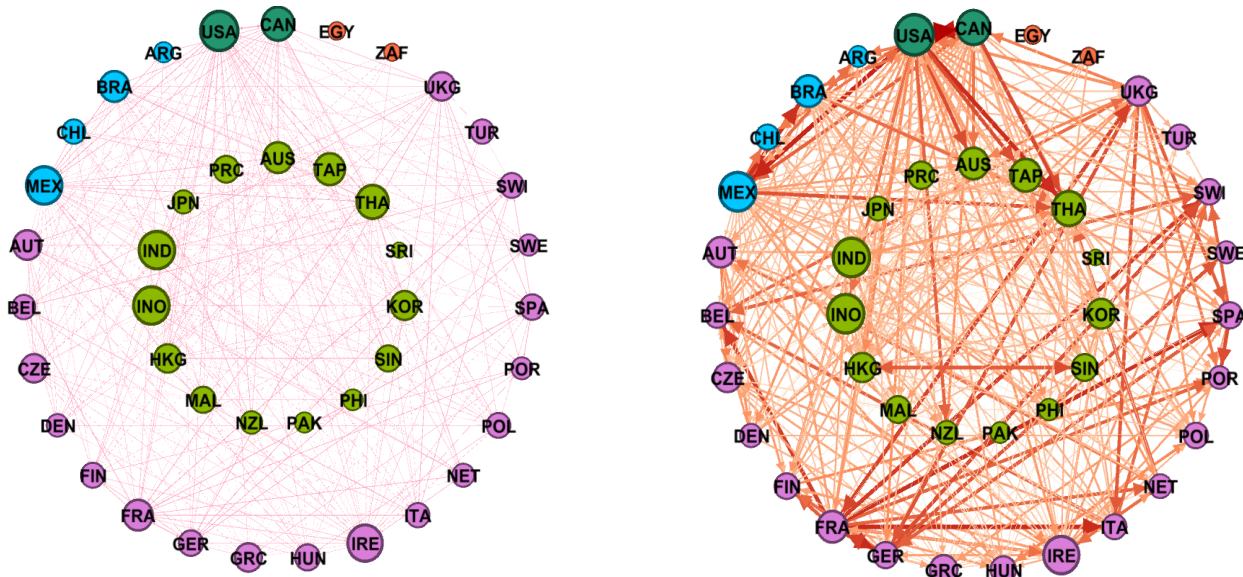 USA
CAN
EGY
ZAF
UKG
TUR
SWI
SWE
SPA
POR
POL
NET
ITA
IRE
HUN
GRC
GER
FRA
FIN
DEN
CZE
BEL
AUT
MEX
CHL
BRA
ARG
AUS
TAP
THA
SRI
KOR
SIN
PHI
PAK
NZL
MAL
HKG
INO
IND
JPN
PRC
USA
CAN
EGY
ZAF
UKG
TUR
SWI
SWE
SPA
POR
POL
NET
ITA
IRE
HUN
GRC
GER
FRA
FIN
DEN
CZE
BEL
AUT
MEX
CHL
BRA
ARG
AUS
TAP
THA
SRI
KOR
SIN
PHI
PAK
NZL
MAL
HKG
INO
IND
JPN
PRC